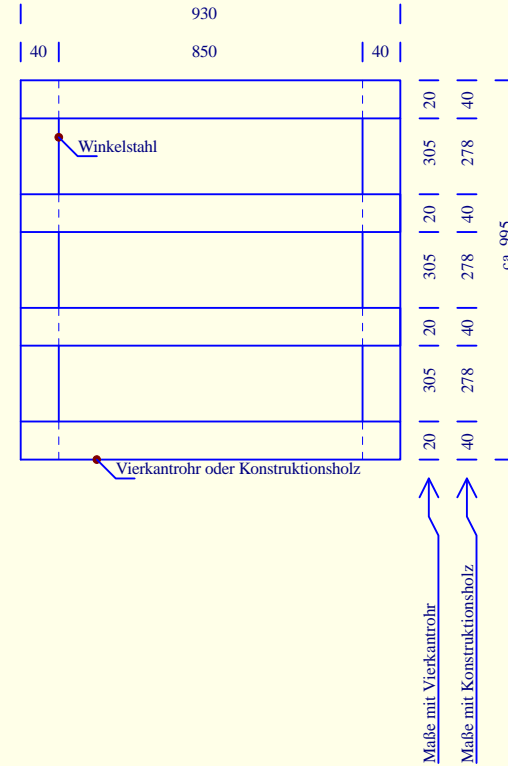 930
40 850 40
Winkelstahl
Vierkantrohr oder Konstruktionsholz
20 40
305 278
20 40
305 278
20 40
305 278
20 40
ca. 995
Maße mit Vierkantrohr
Maße mit Konstruktionsholz